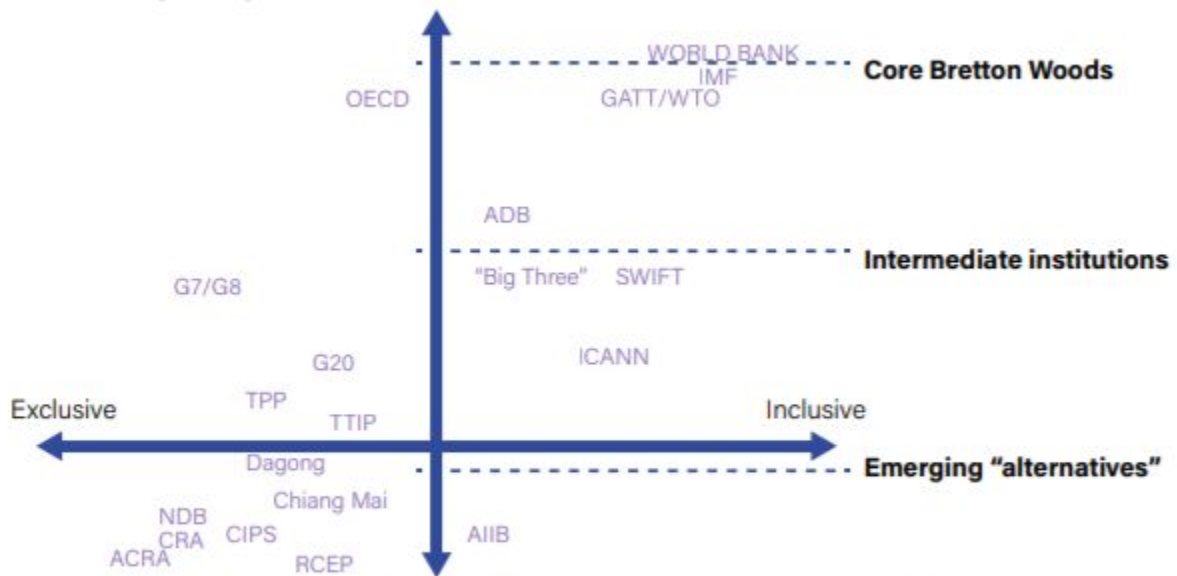 WORLD BANK
Core Bretton Woods
IMF
OECD
GATT/WTO
ADB
Intermediate institutions
"Big Three"
SWIFT
G7/G8
ICANN
G20
TPP
Exclusive
Inclusive
TTIP
Dagong
Emerging “alternatives”
Chiang Mai
NDB
CIPS
AIIB
CRA
ACRA
RCEP